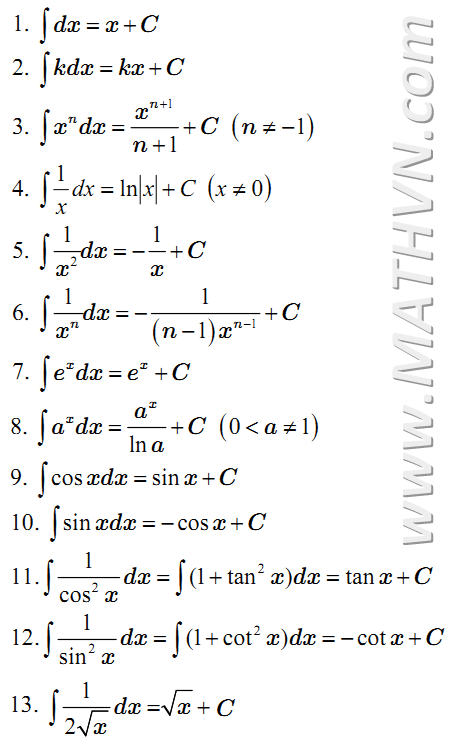 1. ∫dx = x + C
2. ∫kdx = kx + C
3. ∫xⁿdx = xⁿ⁺¹/(n+1) + C (n ≠ −1)
4. ∫1/x dx = ln|x| + C (x ≠ 0)
5. ∫1/x² dx = −1/x + C
6. ∫1/xⁿ dx = −1/((n−1)xⁿ⁻¹) + C
7. ∫eˣdx = eˣ + C
8. ∫aˣdx = aˣ/ln a + C (0 < a ≠ 1)
9. ∫cos xdx = sin x + C
10. ∫sin xdx = −cos x + C
11. ∫1/cos² x dx = ∫(1 + tan² x)dx = tan x + C
12. ∫1/sin² x dx = ∫(1 + cot² x)dx = −cot x + C
13. ∫1/(2√x) dx = √x + C
www.MATHVN.com